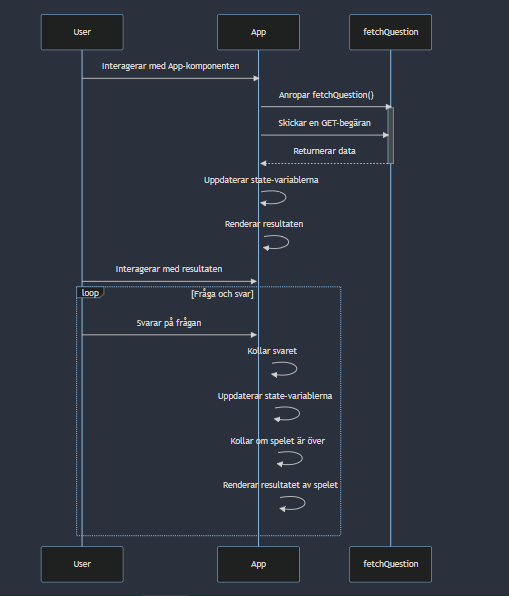 User
App
fetchQuestion
Interagerar med App-komponenten
Anropar fetchQuestion()
Skickar en GET-begäran
Returnerar data
Uppdaterar state-variablerna
Renderar resultaten
Interagerar med resultaten
loop
[Fråga och svar]
Svarar på frågan
Kollar svaret
Uppdaterar state-variablerna
Kollar om spelet är över
Renderar resultatet av spelet
User
App
fetchQuestion